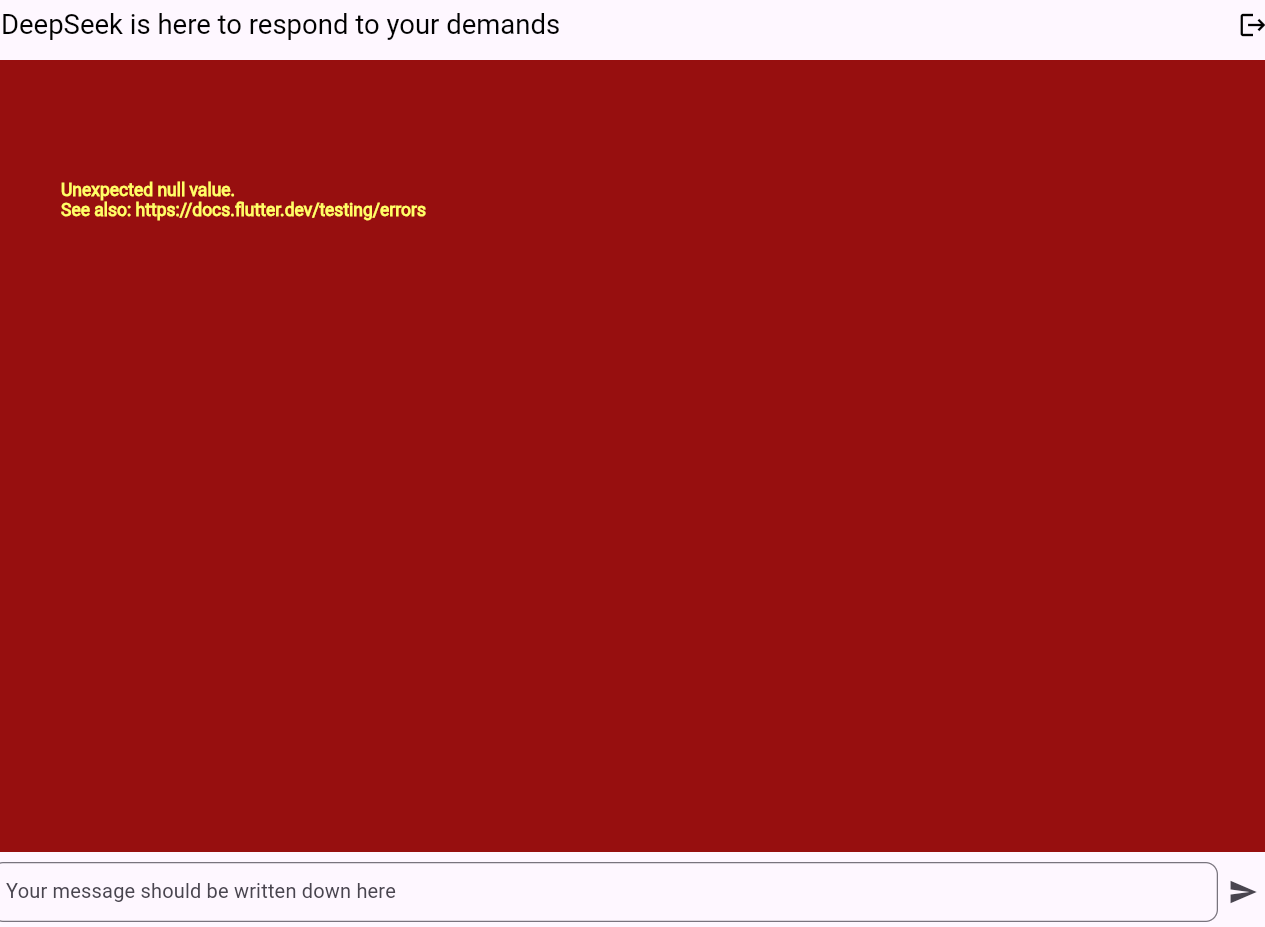 DeepSeek is here to respond to your demands
Unexpected null value.
See also: https://docs.flutter.dev/testing/errors
Your message should be written down here